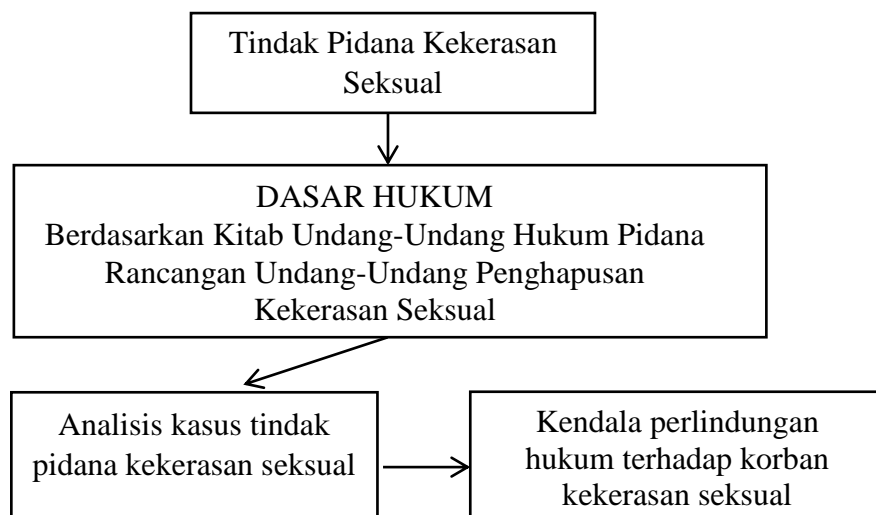 Tindak Pidana Kekerasan
Seksual
DASAR HUKUM
Berdasarkan Kitab Undang-Undang Hukum Pidana
Rancangan Undang-Undang Penghapusan
Kekerasan Seksual
Analisis kasus tindak
pidana kekerasan seksual
Kendala perlindungan
hukum terhadap korban
kekerasan seksual